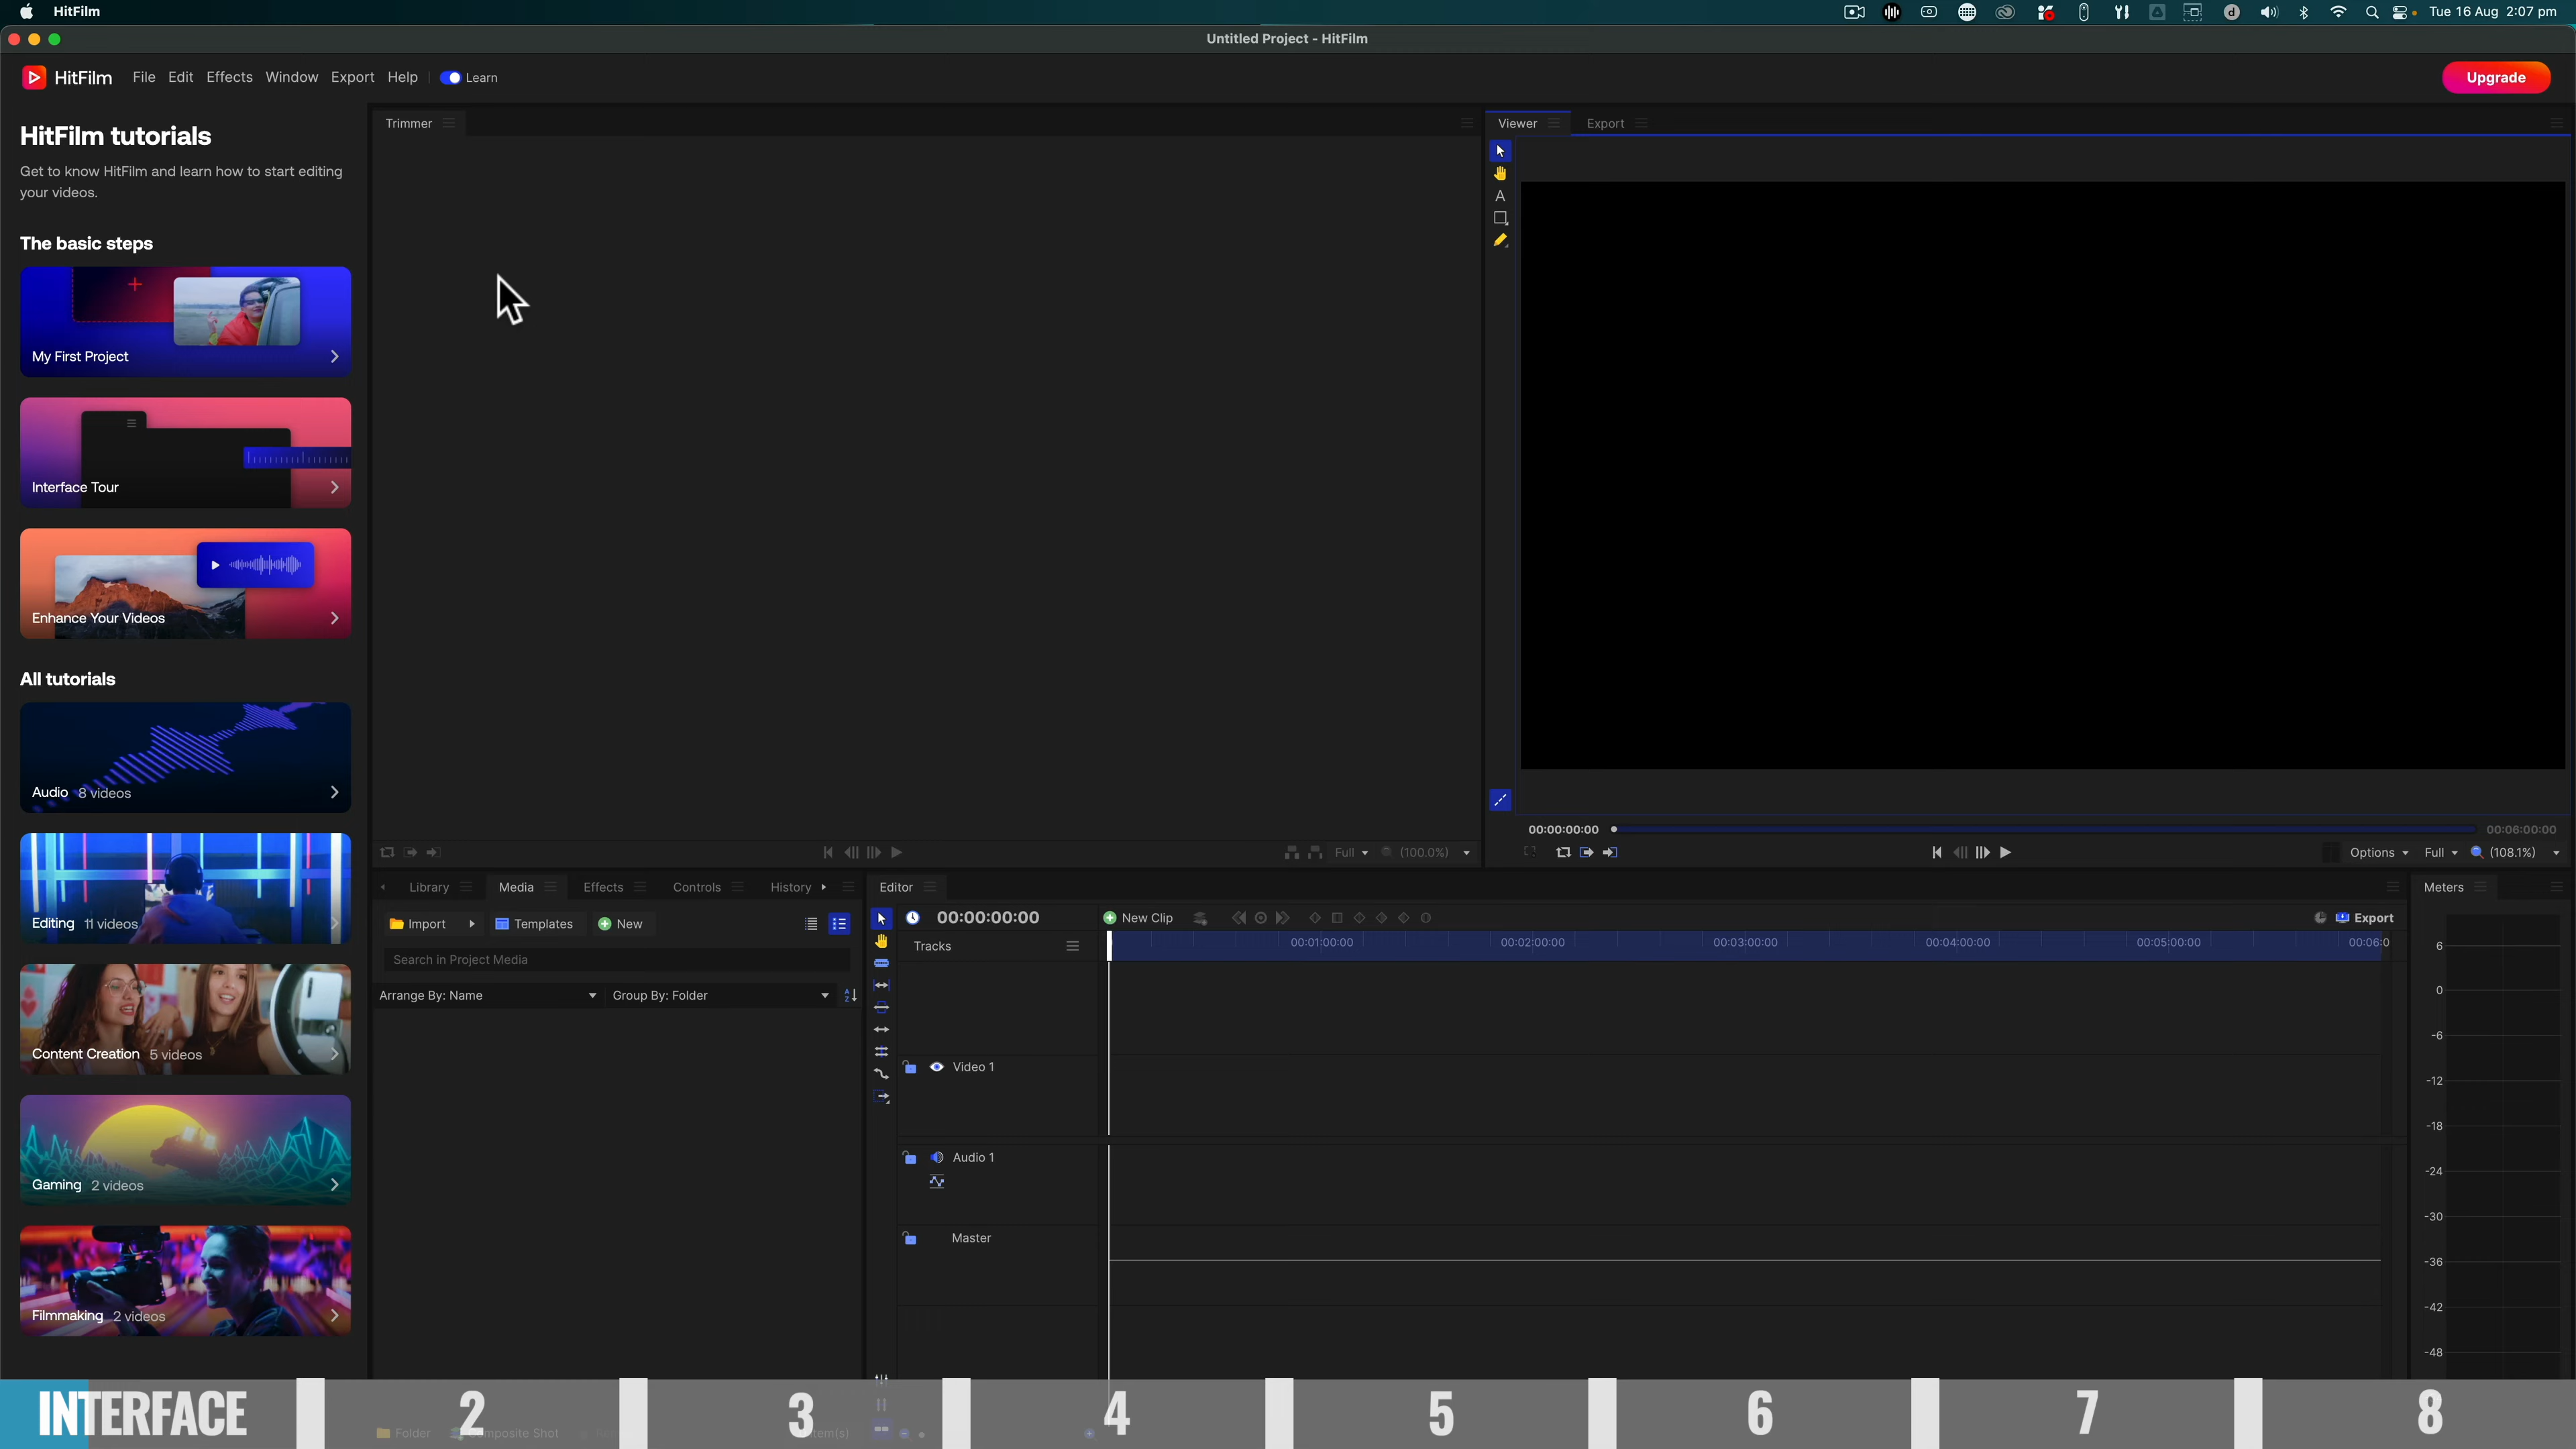 HitFilm
Tue 16 Aug 2:07 pm
Untitled Project - HitFilm
HitFilm File Edit Effects Window Export Help Learn
Upgrade
HitFilm tutorials
Get to know HitFilm and learn how to start editing
your videos.
The basic steps
My First Project
Interface Tour
Enhance Your Videos
All tutorials
Audio 8 videos
Editing 11 videos
Content Creation 5 videos
Gaming 2 videos
Filmmaking 2 videos
Trimmer
Full (100.0%)
Viewer Export
00:00:00:00 00:06:00:00
Options Full (108.1%)
Library Media Effects Controls History
Import Templates New
Search in Project Media
Arrange By: Name Group By: Folder
Editor
00:00:00:00 New Clip Export
Tracks 00:01:00:00 00:02:00:00 00:03:00:00 00:04:00:00 00:05:00:00 00:06:0
Video 1
Audio 1
Master
Meters
6
0
-6
-12
-18
-24
-30
-36
-42
-48
INTERFACE 2 3 4 5 6 7 8
Folder Shot